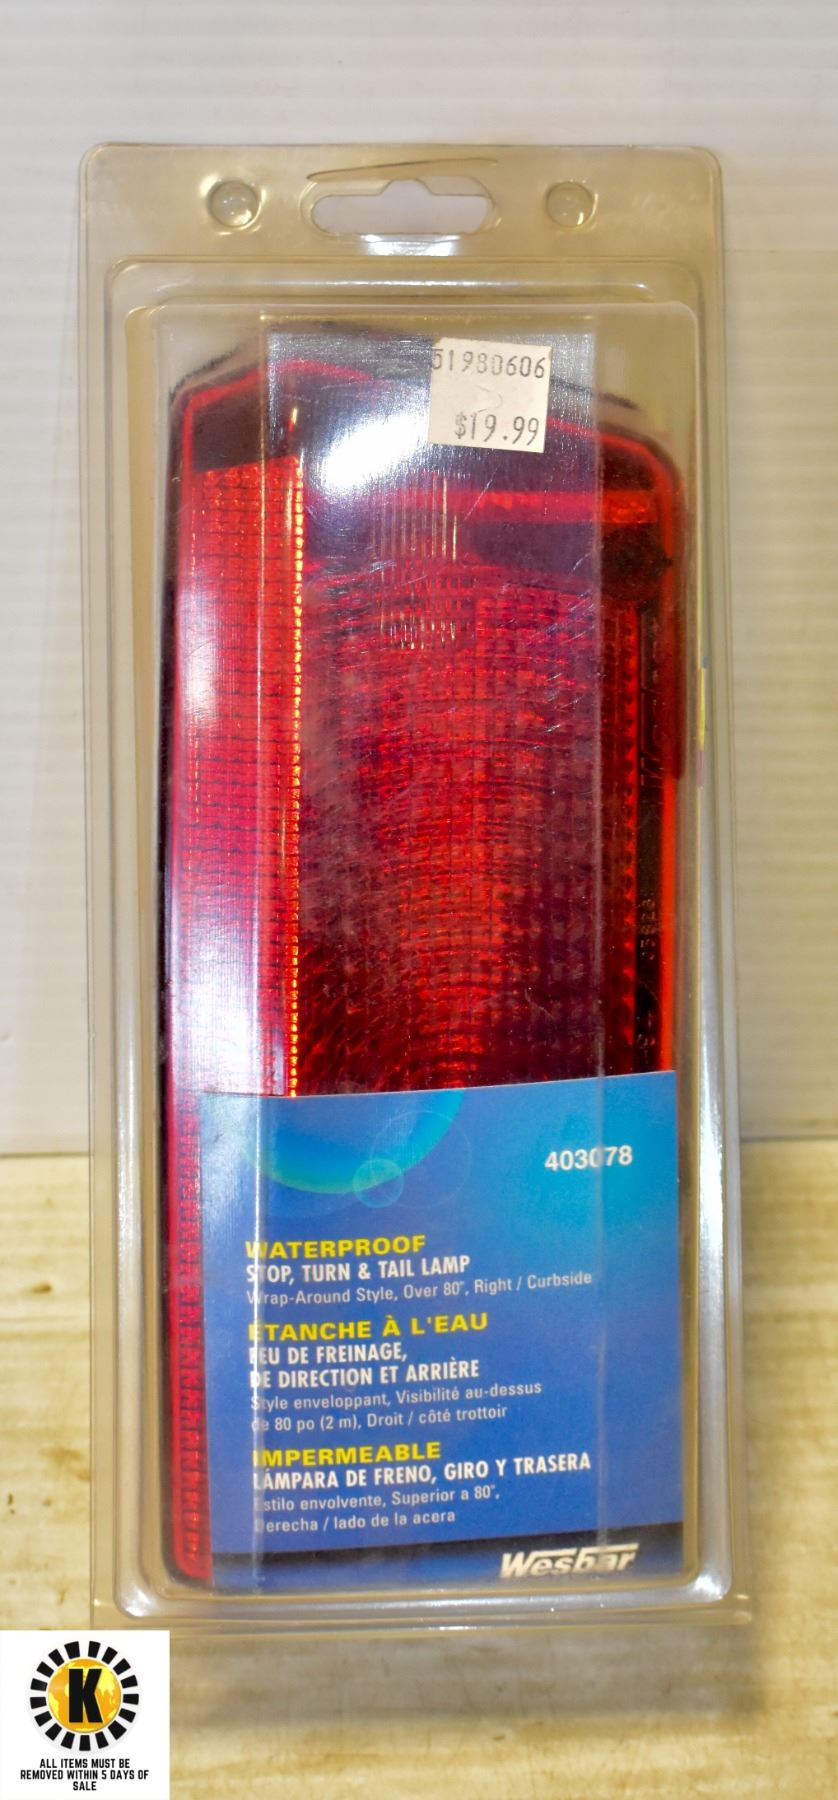 51980606
$19.99
403078
WATERPROOF
STOP, TURN & TAIL LAMP
Wrap-Around Style, Over 80", Right / Curbside
ÉTANCHE À L'EAU
FEU DE FREINAGE,
DE DIRECTION ET ARRIÈRE
Style enveloppant, Visibilité au-dessus
de 80 po (2 m), Droit / côté trottoir
IMPERMEABLE
LÁMPARA DE FRENO, GIRO Y TRASERA
Estilo envolvente, Superior a 80",
Derecha / lado de la acera
Wesbar
K
ALL ITEMS MUST BE
REMOVED WITHIN 5 DAYS OF
SALE